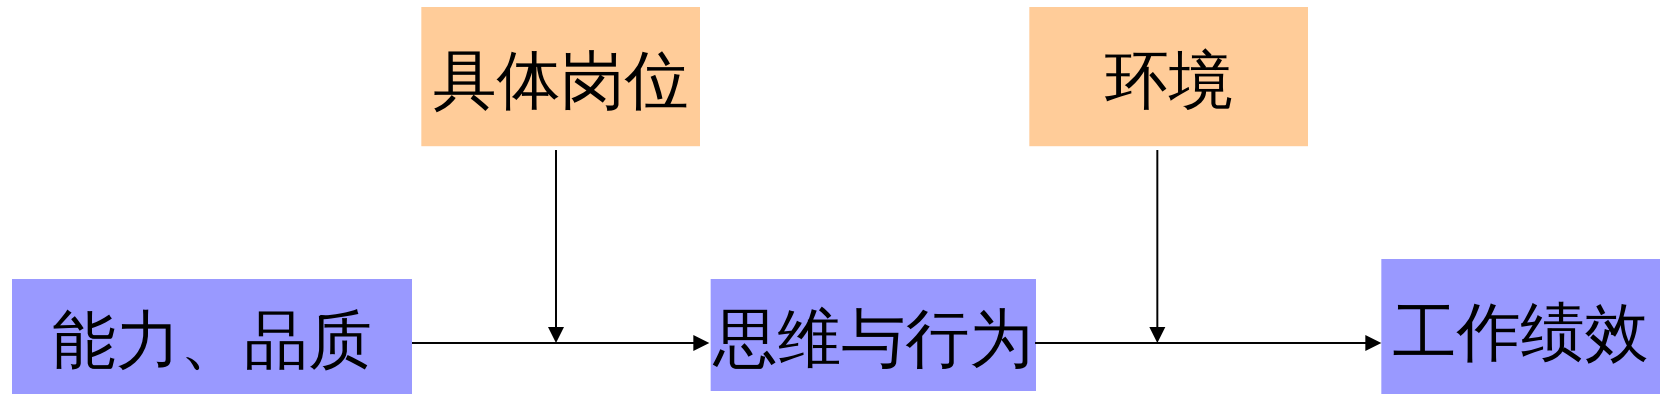 具体岗位
环境
能力、品质
思维与行为
工作绩效